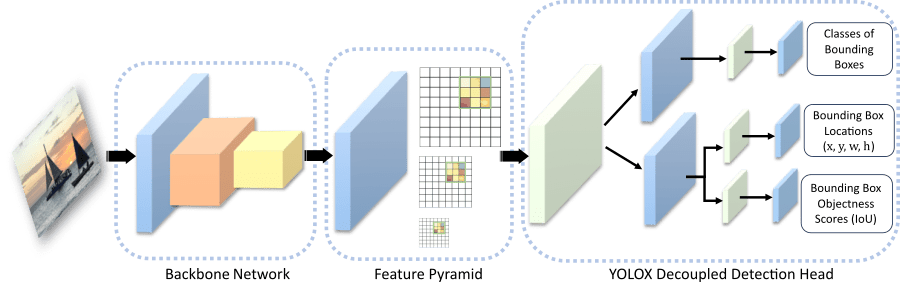 Classes of
Bounding
Boxes
Bounding Box
Locations
(x, y, w, h)
Bounding Box
Objectness
Scores (IoU)
Backbone Network
Feature Pyramid
YOLOX Decoupled Detection Head